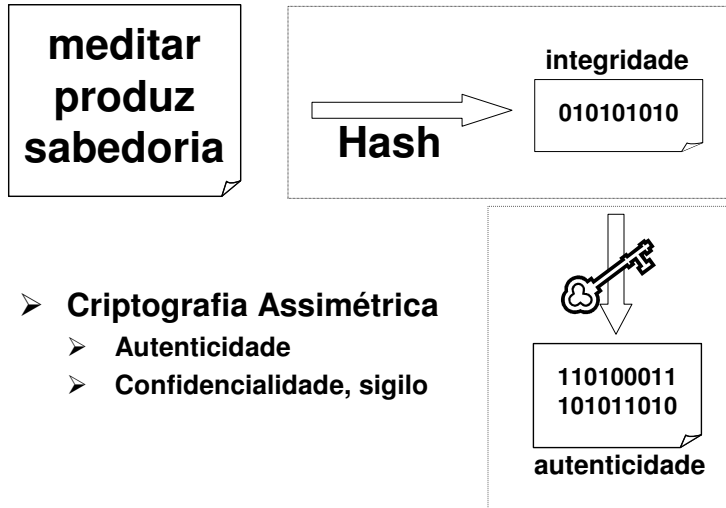 meditar
produz
sabedoria
Hash
integridade
010101010
➢ Criptografia Assimétrica
➢ Autenticidade
➢ Confidencialidade, sigilo
110100011
101011010
autenticidade